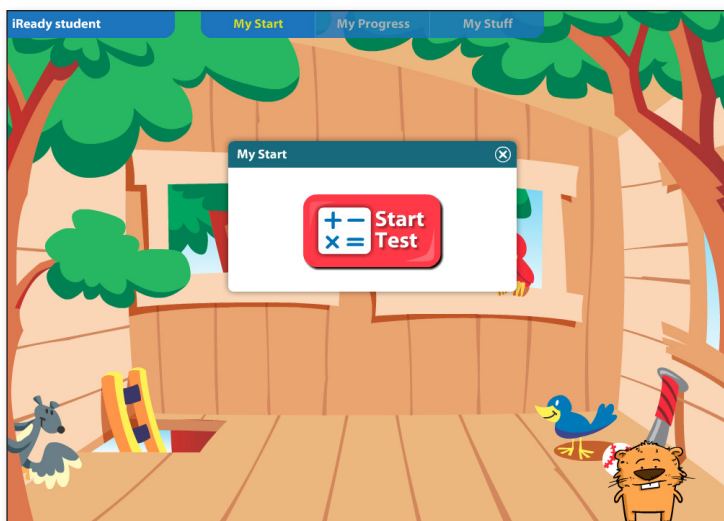 iReady student
My Start
My Progress
My Stuff
My Start
+ − Start
× = Test